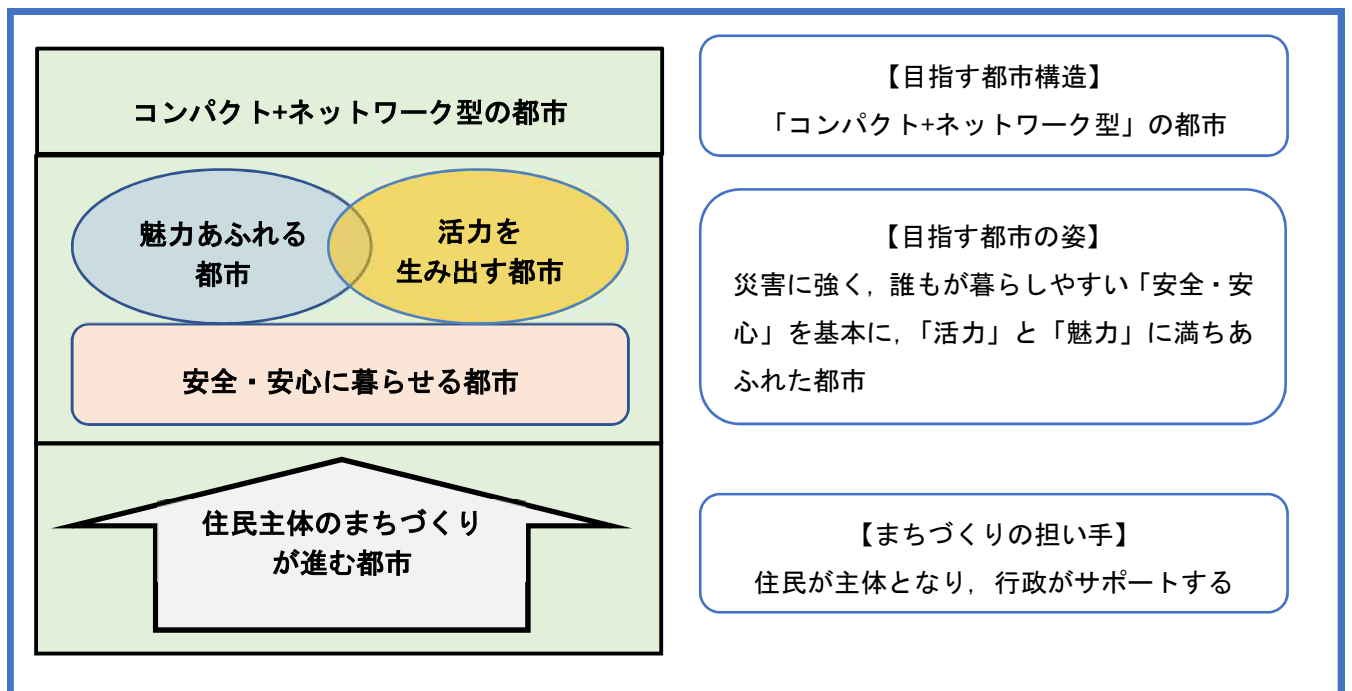 コンパクト+ネットワーク型の都市
魅力あふれる
都市
活力を
生み出す都市
安全・安心に暮らせる都市
住民主体のまちづくり
が進む都市
【目指す都市構造】
「コンパクト+ネットワーク型」の都市
【目指す都市の姿】
災害に強く，誰もが暮らしやすい「安全・安
心」を基本に，「活力」と「魅力」に満ちあ
ふれた都市
【まちづくりの担い手】
住民が主体となり，行政がサポートする